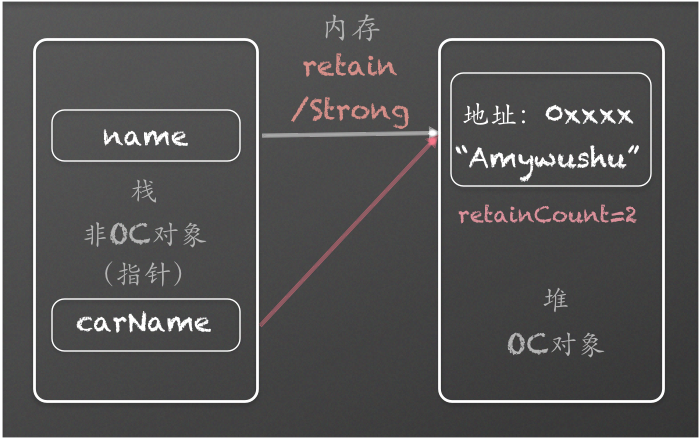 内存
retain
/Strong
name
栈
非OC对象
(指针)
carName
地址: 0xxxx
“Amywushu”
retainCount=2
堆
OC对象